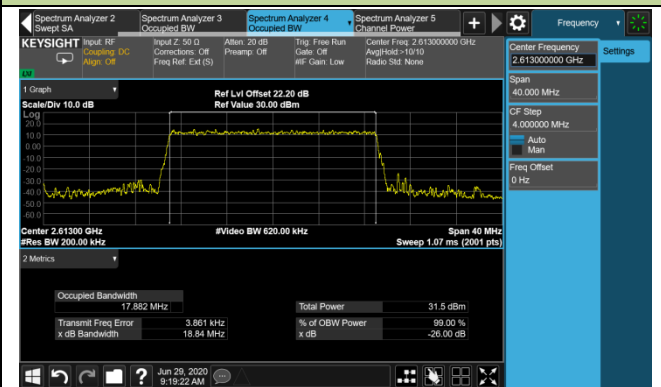 Spectrum Analyzer 2
Swept SA
Spectrum Analyzer 3
Occupied BW
Spectrum Analyzer 4
Occupied BW
Spectrum Analyzer 5
Channel Power
Frequency
KEYSIGHT
Input: RF
Coupling: DC
Align: Off
Input Z: 50 Ω
Corrections: Off
Freq Ref: Ext (S)
Atten: 20 dB
Preamp: Off
Trig: Free Run
Gate: Off
#IF Gain: Low
Center Freq: 2.613000000 GHz
Avg|Hold:>10/10
Radio Std: None
LXI
Center Frequency
2.613000000 GHz
Settings
Span
40.000 MHz
CF Step
4.000000 MHz
Auto
Man
Freq Offset
0 Hz
1 Graph
Scale/Div 10.0 dB
Ref Lvl Offset 22.20 dB
Ref Value 30.00 dBm
Log
20.0
10.0
0.00
-10.0
-20.0
-30.0
-40.0
-50.0
-60.0
Center 2.61300 GHz
#Res BW 200.00 kHz
#Video BW 620.00 kHz
Span 40 MHz
Sweep 1.07 ms (2001 pts)
2 Metrics
Occupied Bandwidth
17.882 MHz
Total Power 31.5 dBm
Transmit Freq Error 3.861 kHz
% of OBW Power 99.00 %
x dB Bandwidth 18.84 MHz
x dB -26.00 dB
?
Jun 29, 2020
9:19:22 AM